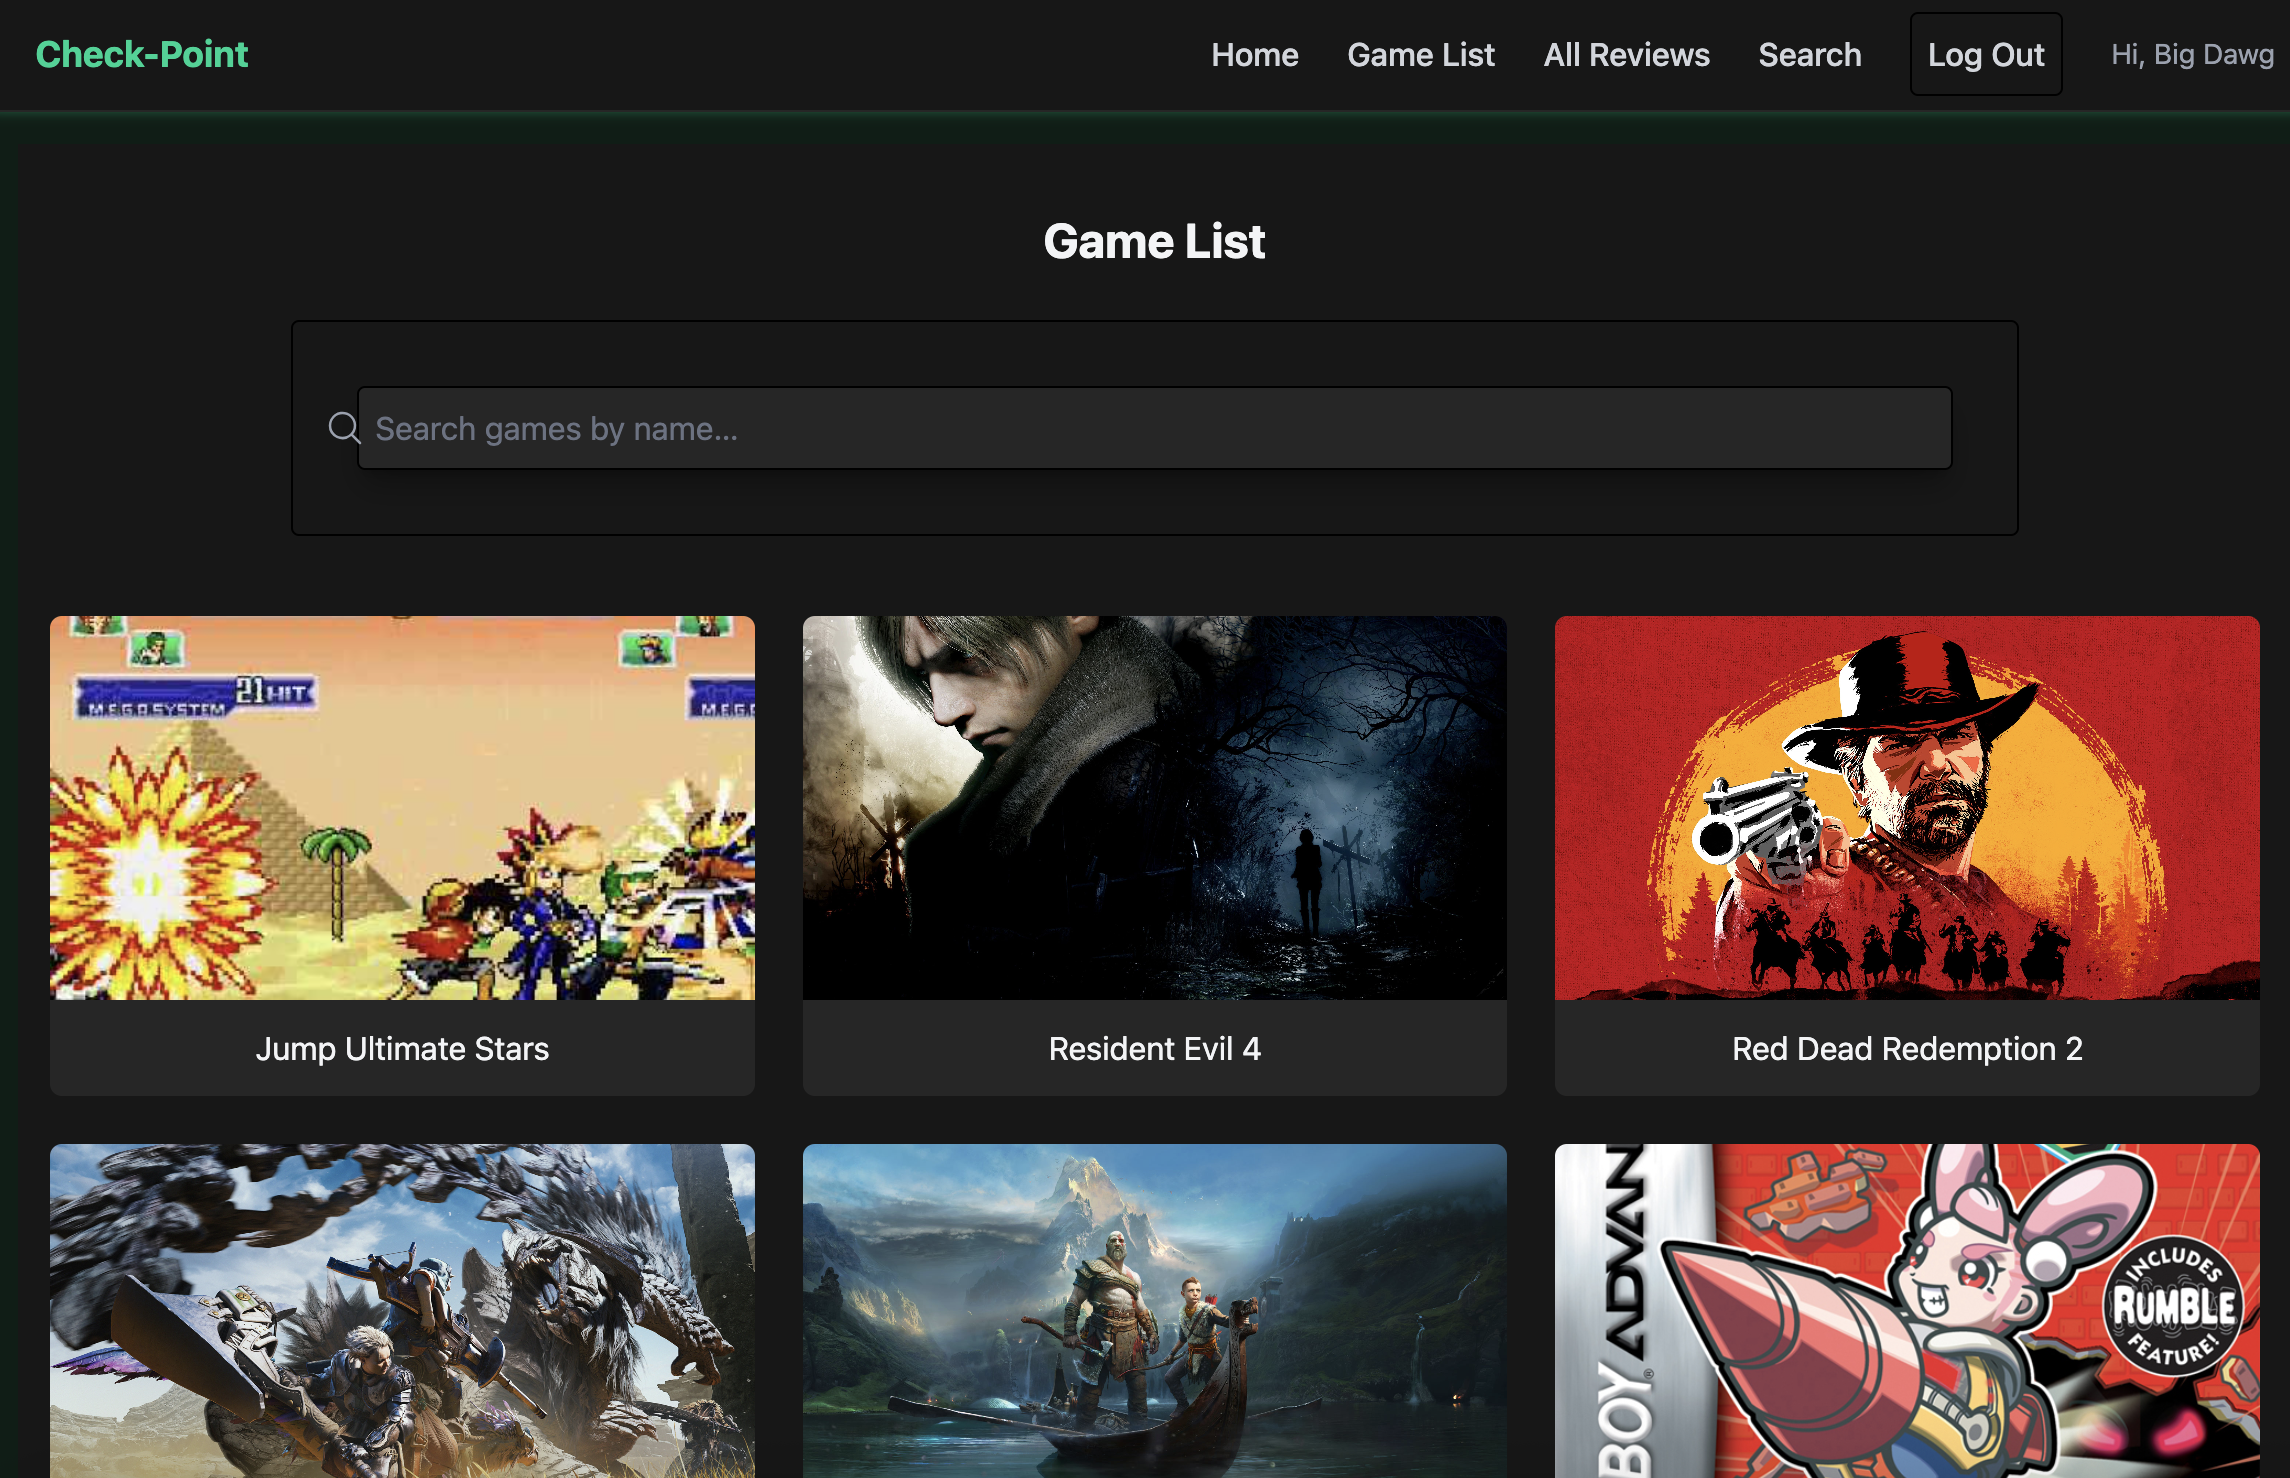 Check-Point
Home
Game List
All Reviews
Search
Log Out
Hi, Big Dawg
Game List
Search games by name...
21 HIT
M.E.G.A.SYSTEM
Jump Ultimate Stars
Resident Evil 4
Red Dead Redemption 2
BOY ADVAN
INCLUDES
RUMBLE
FEATURE!